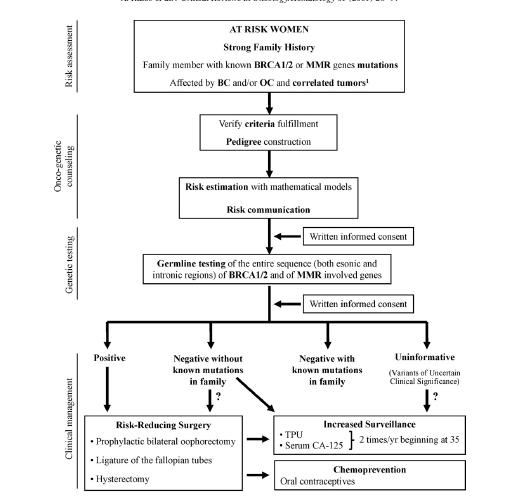 Risk assessment
AT RISK WOMEN
Strong Family History
Family member with known BRCA1/2 or MMR genes mutations
Affected by BC and/or OC and correlated tumors¹
Onco-genetic
counseling
Verify criteria fulfillment
Pedigree construction
Risk estimation with mathematical models
Risk communication
Written informed consent
Genetic testing
Germline testing of the entire sequence (both esonic and
intronic regions) of BRCA1/2 and of MMR involved genes
Written informed consent
Clinical management
Positive
Negative without
known mutations
in family
Negative with
known mutations
in family
Uninformative
(Variants of Uncertain
Clinical Significance)
?
?
Risk-Reducing Surgery
• Prophylactic bilateral oophorectomy
• Ligature of the fallopian tubes
• Hysterectomy
Increased Surveillance
• TPU
• Serum CA-125
2 times/yr beginning at 35
Chemoprevention
Oral contraceptives